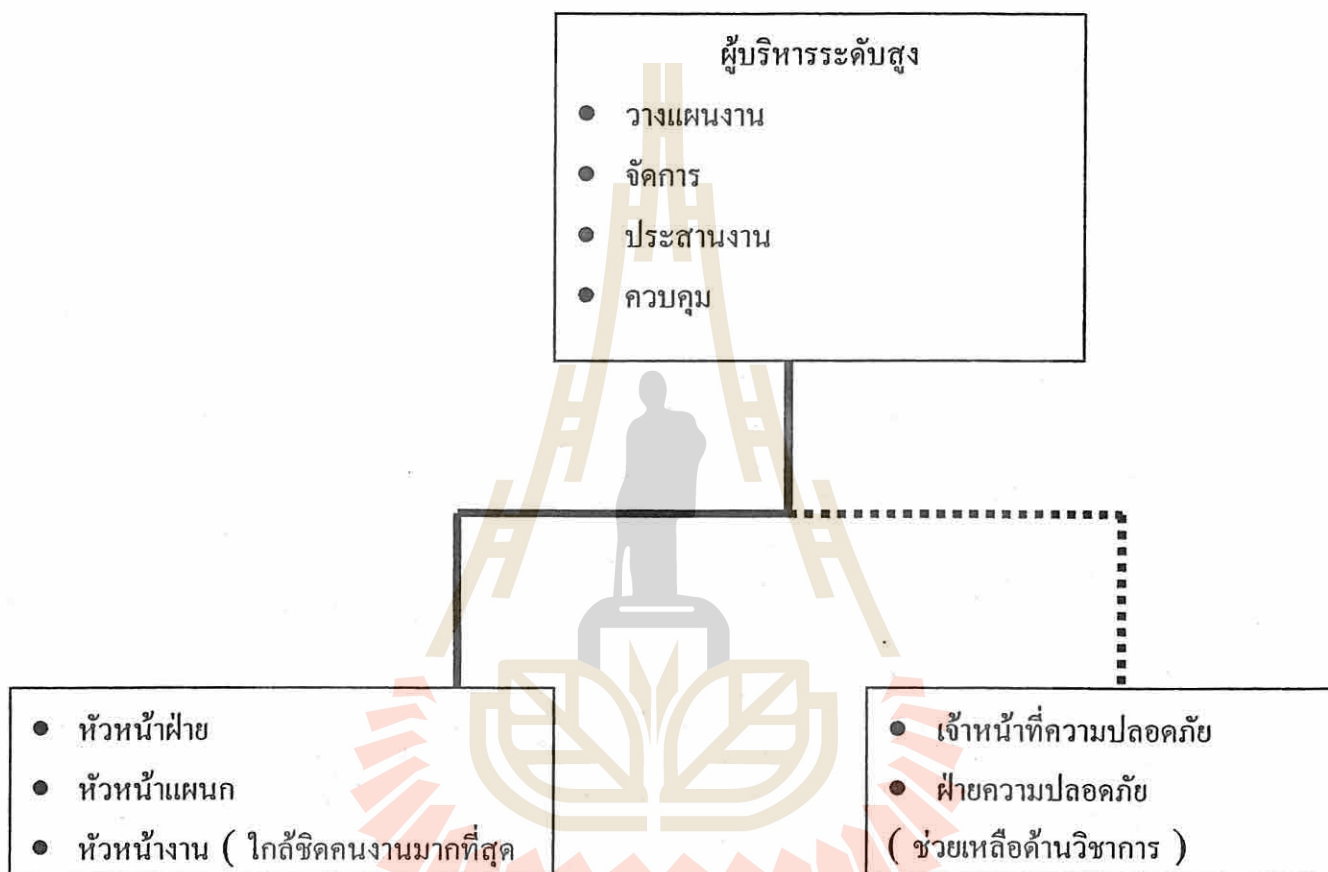 ผู้บริหารระดับสูง
● วางแผนงาน
● จัดการ
● ประสานงาน
● ควบคุม
● หัวหน้าฝ่าย
● หัวหน้าแผนก
● หัวหน้างาน ( ใกล้ชิดคนงานมากที่สุด
● เจ้าหน้าที่ความปลอดภัย
● ฝ่ายความปลอดภัย
( ช่วยเหลือด้านวิชาการ )